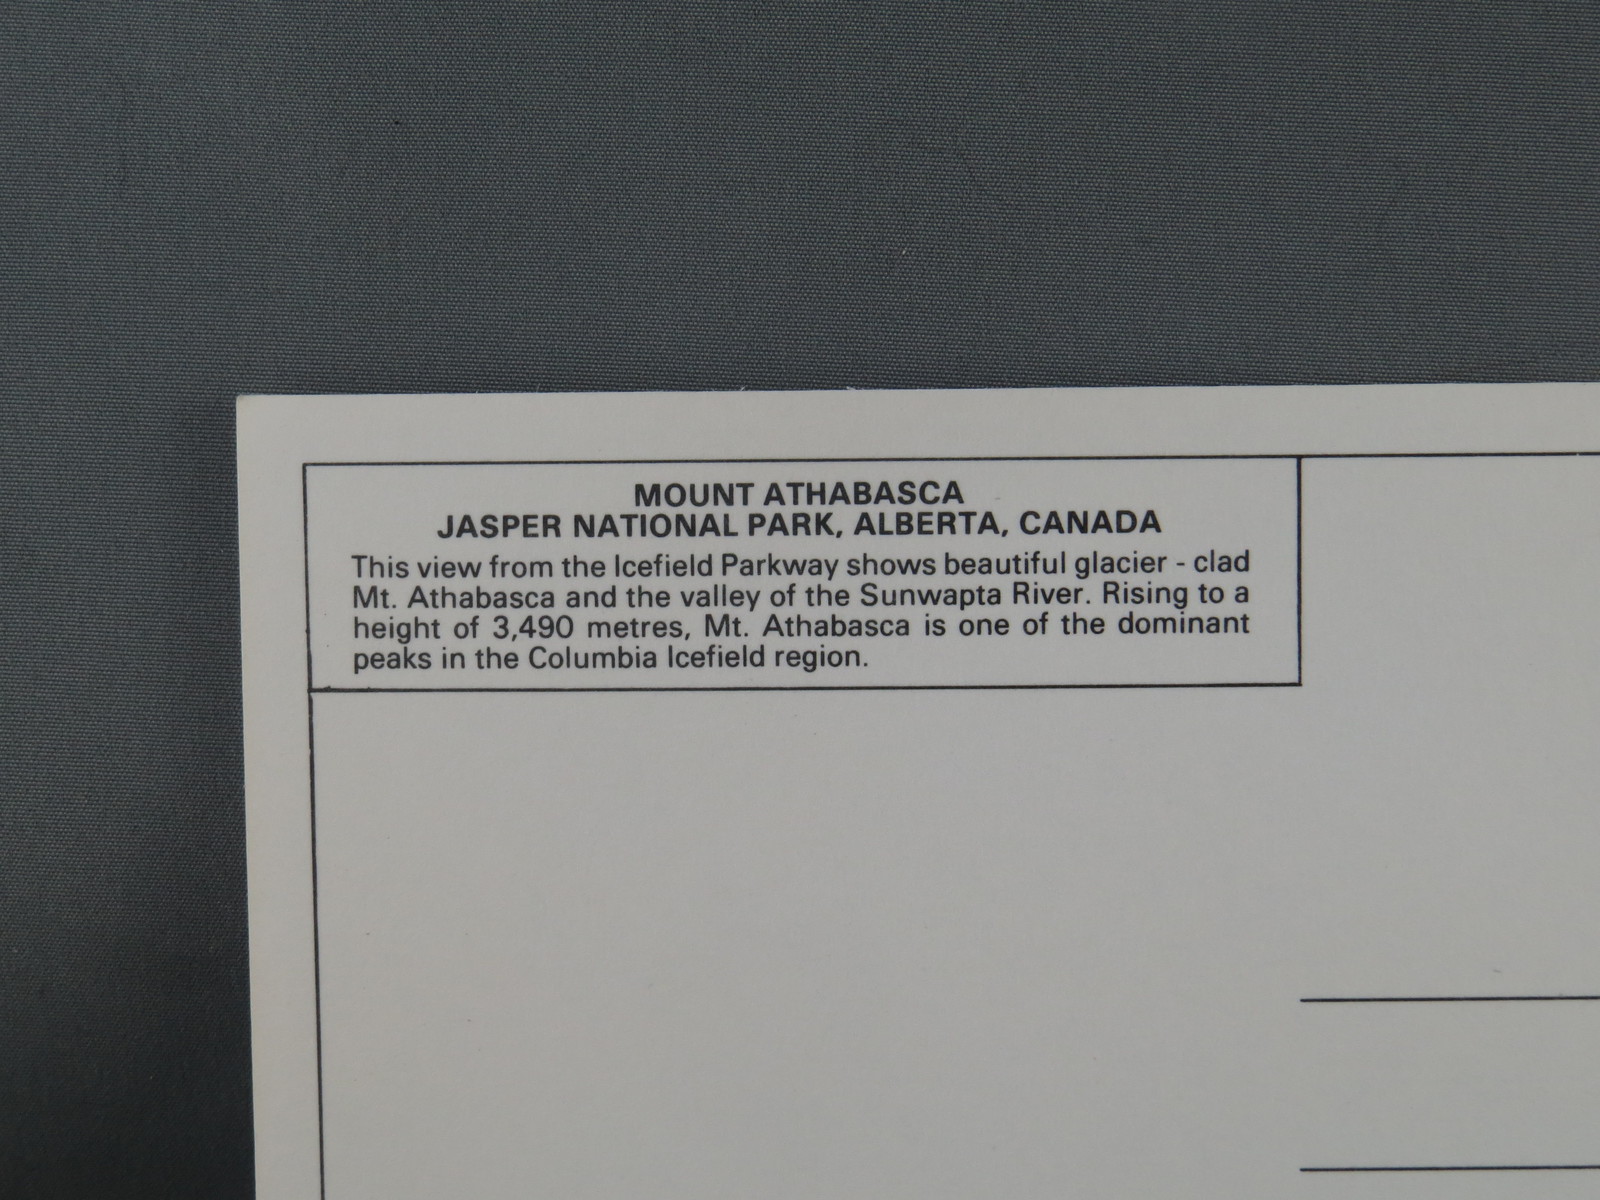 MOUNT ATHABASCA
JASPER NATIONAL PARK, ALBERTA, CANADA
This view from the Icefield Parkway shows beautiful glacier - clad
Mt. Athabasca and the valley of the Sunwapta River. Rising to a
height of 3,490 metres, Mt. Athabasca is one of the dominant
peaks in the Columbia Icefield region.